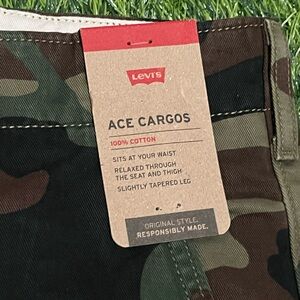 Levi's
ACE CARGOS
100% COTTON
SITS AT YOUR WAIST
RELAXED THROUGH
THE SEAT AND THIGH
SLIGHTLY TAPERED LEG
ORIGINAL STYLE.
RESPONSIBLY MADE.